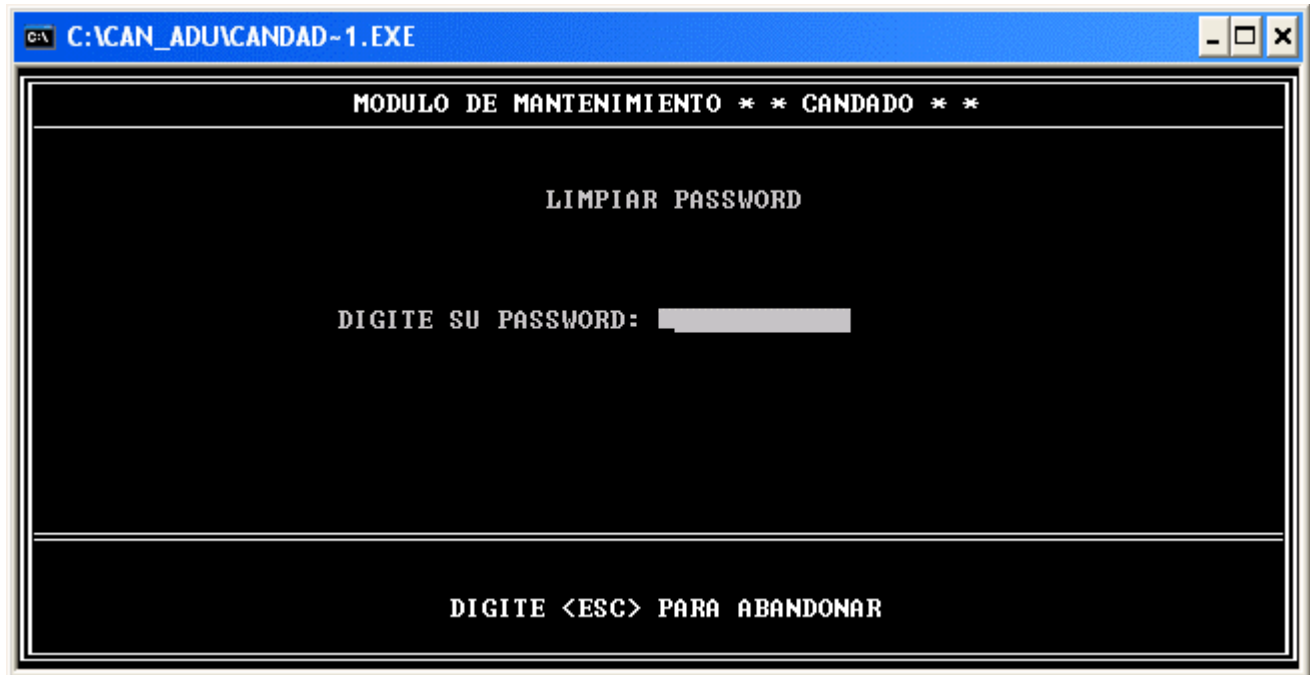 C:\CAN_ADU\CANDAD~1.EXE
MODULO DE MANTENIMIENTO * * CANDADO * *
LIMPIAR PASSWORD
DIGITE SU PASSWORD:
DIGITE <ESC> PARA ABANDONAR